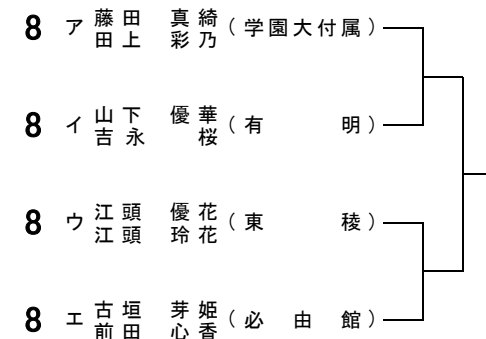 8 ア 藤田 真綺 (学園大付属)
田上 彩乃
8 イ 山下 優華 (有明)
吉永 桜
8 ウ 江頭 優花 (東稜)
江頭 玲花
8 エ 古垣 芽姫 (必由館)
前田 心香